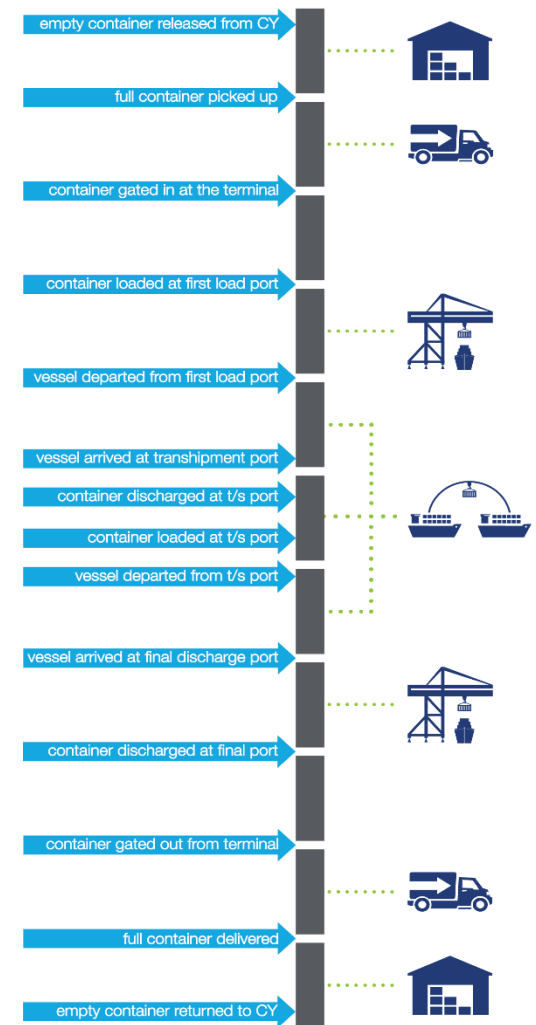 empty container released from CY
full container picked up
container gated in at the terminal
container loaded at first load port
vessel departed from first load port
vessel arrived at transhipment port
container discharged at t/s port
container loaded at t/s port
vessel departed from t/s port
vessel arrived at final discharge port
container discharged at final port
container gated out from terminal
full container delivered
empty container returned to CY